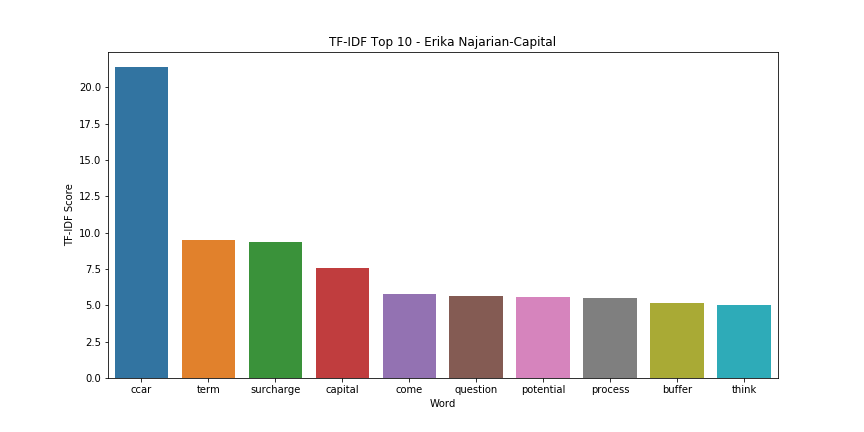 TF-IDF Top 10 - Erika Najarian-Capital
TF-IDF Score
20.0
17.5
15.0
12.5
10.0
7.5
5.0
2.5
0.0
ccar term surcharge capital come question potential process buffer think
Word